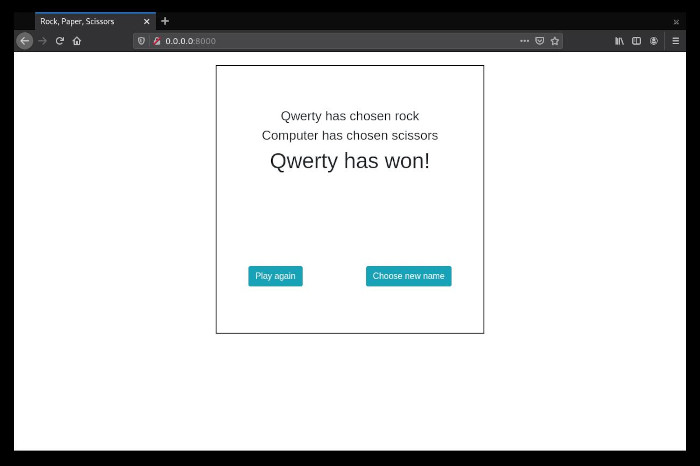 Rock, Paper, Scissors
0.0.0.0:8000
Qwerty has chosen rock
Computer has chosen scissors
Qwerty has won!
Play again
Choose new name